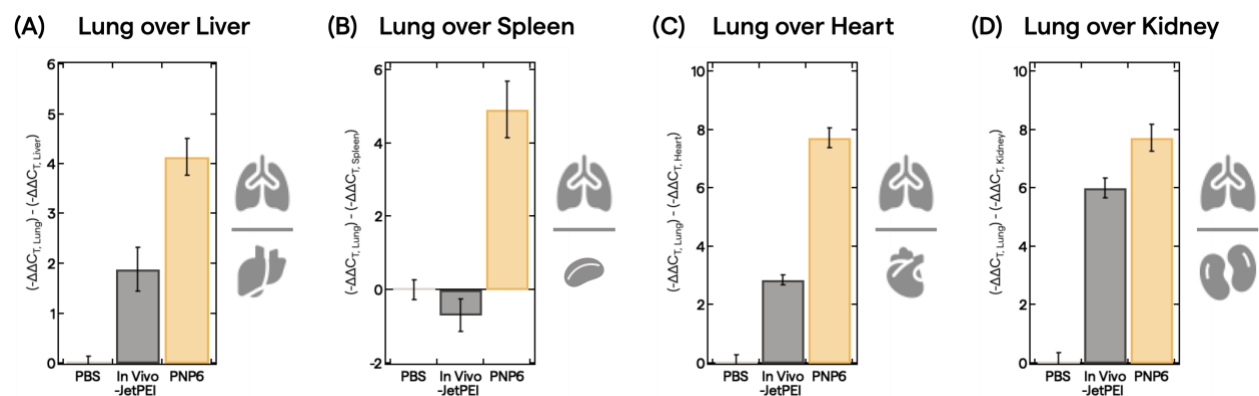 (A) Lung over Liver
(-ΔΔC_T, Lung) - (-ΔΔC_T, Liver)
6
5
4
3
2
1
0
PBS
In Vivo
-JetPEI
PNP6
(B) Lung over Spleen
(-ΔΔC_T, Lung) - (-ΔΔC_T, Spleen)
6
4
2
0
-2
PBS
In Vivo
-JetPEI
PNP6
(C) Lung over Heart
(-ΔΔC_T, Lung) - (-ΔΔC_T, Heart)
10
8
6
4
2
0
PBS
In Vivo
-JetPEI
PNP6
(D) Lung over Kidney
(-ΔΔC_T, Lung) - (-ΔΔC_T, Kidney)
10
8
6
4
2
0
PBS
In Vivo
-JetPEI
PNP6